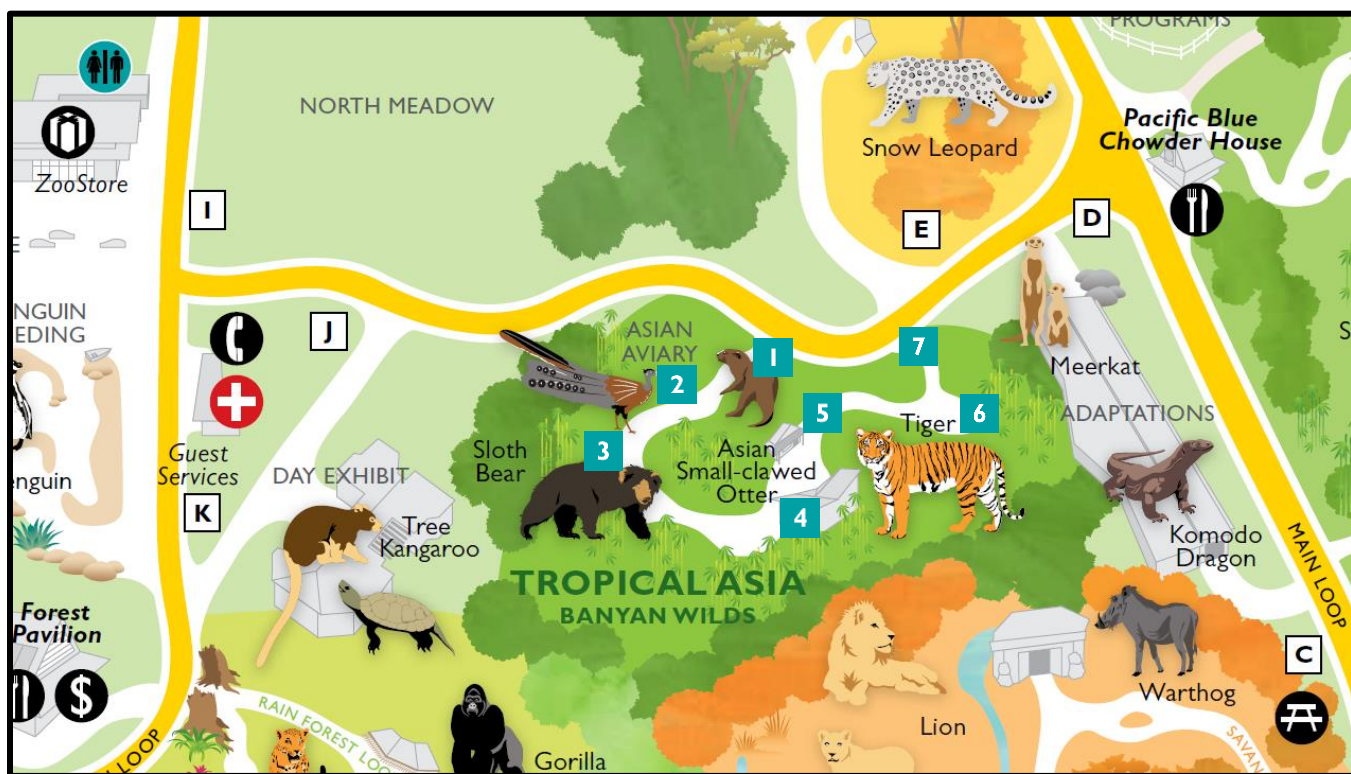 PROGRAMS
NORTH MEADOW
Pacific Blue
Chowder House
Snow Leopard
ZooStore
I
E
D
J
ENGUIN
EEDING
ASIAN
AVIARY
1
2
7
Meerkat
5
6
Tiger
ADAPTATIONS
Guest
Services
Sloth
Bear
3
Asian
Small-clawed
Otter
DAY EXHIBIT
K
4
Tree
Kangaroo
Komodo
Dragon
MAIN LOOP
TROPICAL ASIA
BANYAN WILDS
Forest
Pavilion
$
C
Warthog
Lion
RAIN FOREST LOO
LOOP
Gorilla
SAVAN